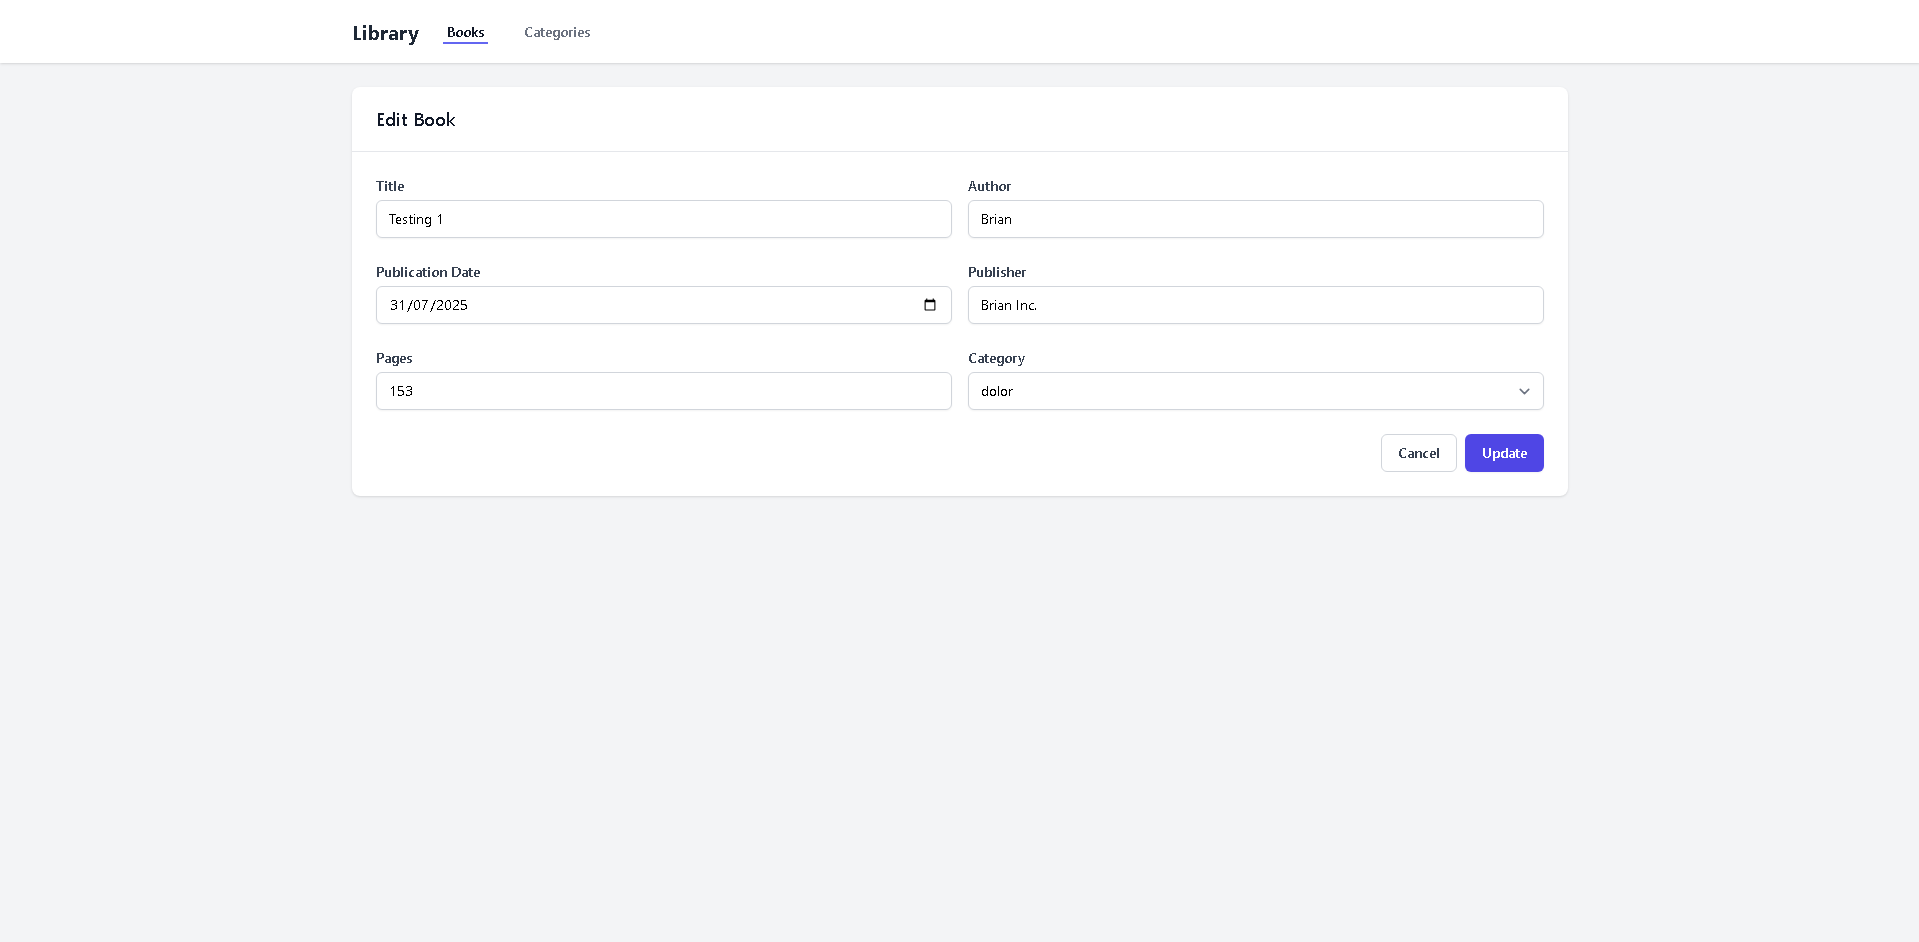 Library Books Categories
Edit Book
Title Author
Testing 1 Brian
Publication Date Publisher
31/07/2025 Brian Inc.
Pages Category
153 dolor
Cancel Update